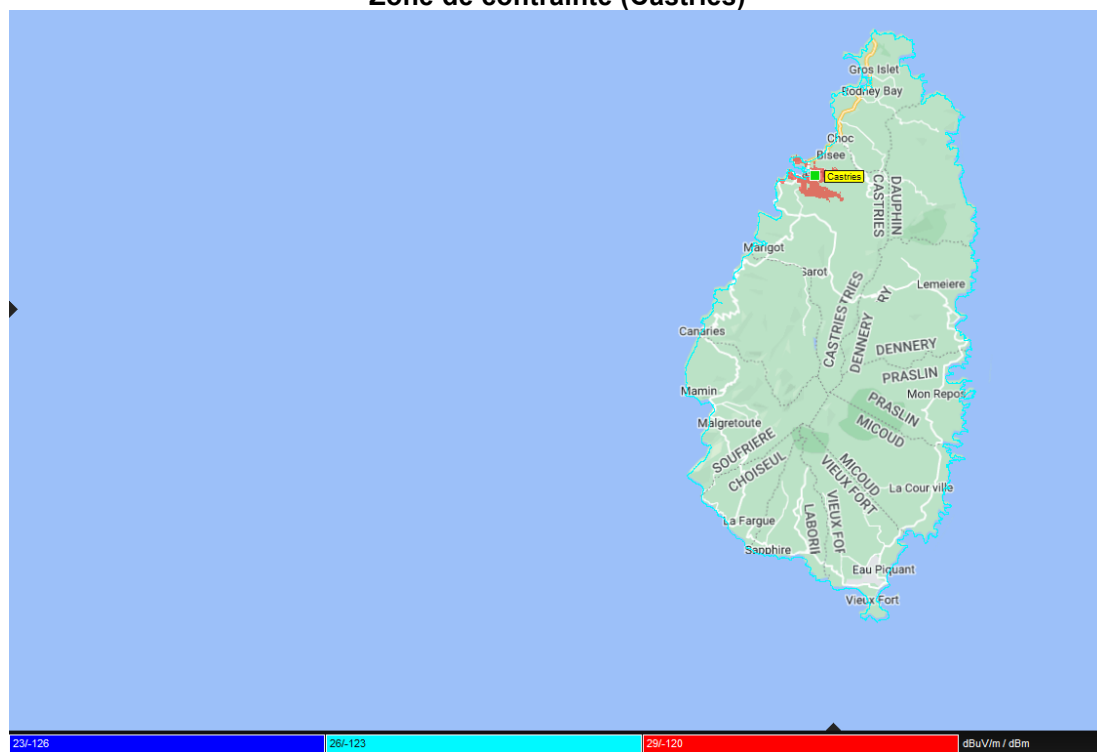 Zone de contrainte (Castries)
Gros Islet
Rodney Bay
Choc
Bisee
Castries
DAUPHIN
CASTRIES
Marigot
Sarot
Lemeiere
CASTRIES
TRIES
DENNERY
RY
Canaries
DENNERY
PRASLIN
Mamin
Mon Repos
PRASLIN
MICOUD
Malgretoute
SOUFRIERE
CHOISEUL
MICOUD
VIEUX FORT
La Cour ville
VIEUX FOR
LABORI
La Fargue
Sapphire
Eau Piquant
Vieux Fort
23/-126 26/-123 29/-120 dBuV/m / dBm